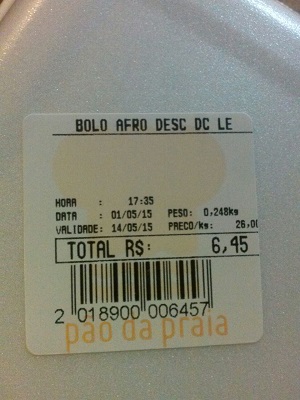 BOLO AFRO DESC DC LE
HORA : 17:35
DATA : 01/05/15 PESO: 0,248kg
VALIDADE: 14/05/15 PRECO/kg: 26,00
TOTAL R$: 6,45
2 018900 006457
pão da praia